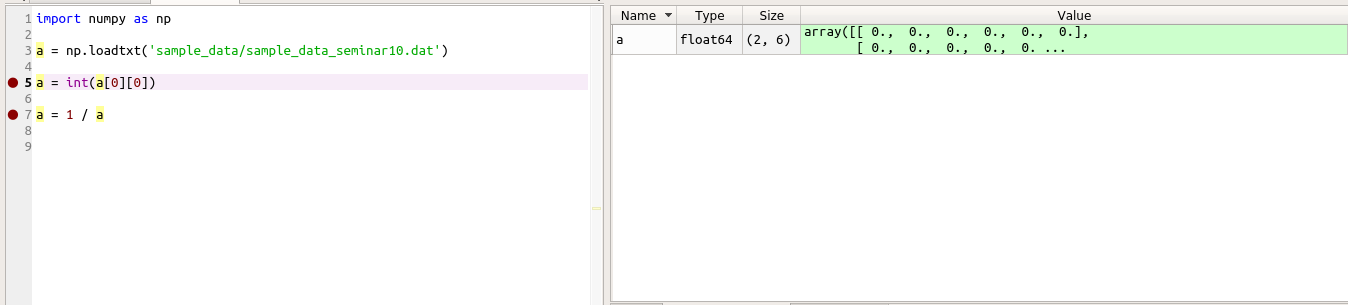 1 import numpy as np
2
3 a = np.loadtxt('sample_data/sample_data_seminar10.dat')
4
5 a = int(a[0][0])
6
7 a = 1 / a
8
9
Name Type Size Value
a float64 (2, 6) array([[ 0., 0., 0., 0., 0., 0.],
[ 0., 0., 0., 0., 0. ...